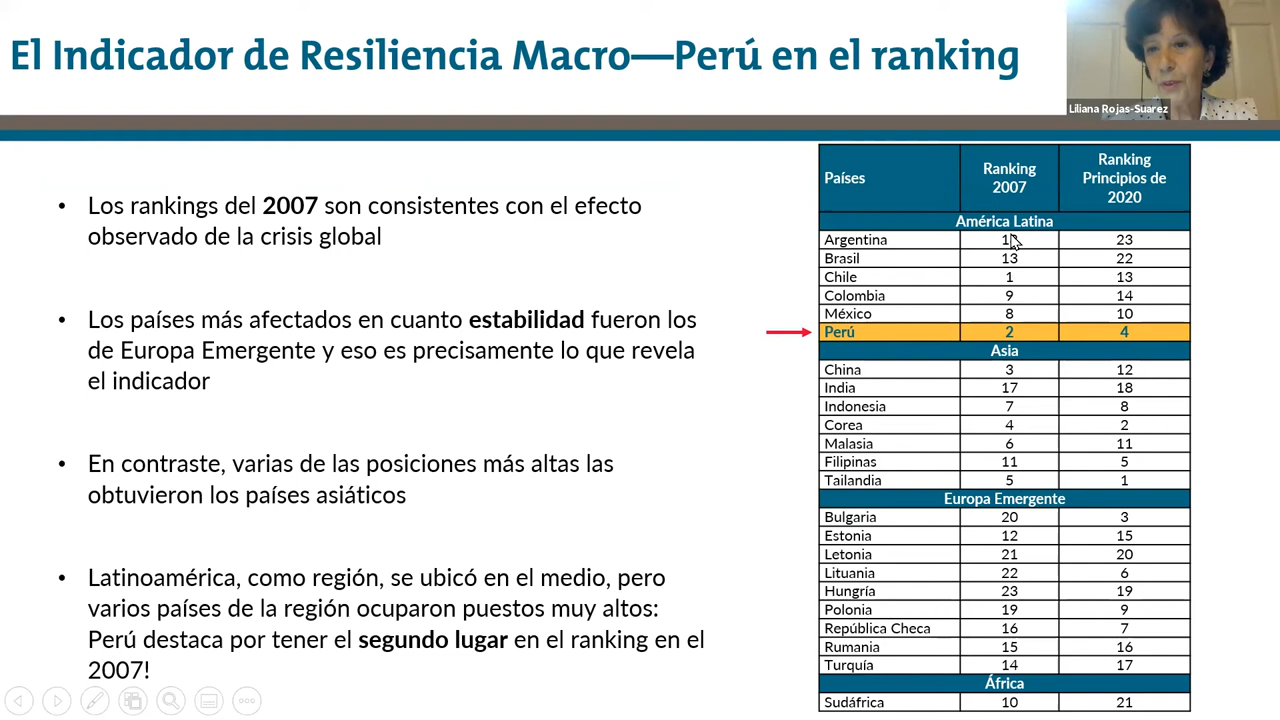 El Indicador de Resiliencia Macro—Perú en el ranking
Liliana Rojas-Suarez
• Los rankings del 2007 son consistentes con el efecto
observado de la crisis global
• Los países más afectados en cuanto estabilidad fueron los
de Europa Emergente y eso es precisamente lo que revela
el indicador
• En contraste, varias de las posiciones más altas las
obtuvieron los países asiáticos
• Latinoamérica, como región, se ubicó en el medio, pero
varios países de la región ocuparon puestos muy altos:
Perú destaca por tener el segundo lugar en el ranking en el
2007!
Países
Ranking
2007
Ranking
Principios de
2020
América Latina
Argentina 23
Brasil 13 22
Chile 1 13
Colombia 9 14
México 8 10
Perú 2 4
Asia
China 3 12
India 17 18
Indonesia 7 8
Corea 4 2
Malasia 6 11
Filipinas 11 5
Tailandia 5 1
Europa Emergente
Bulgaria 20 3
Estonia 12 15
Letonia 21 20
Lituania 22 6
Hungría 23 19
Polonia 19 9
República Checa 16 7
Rumania 15 16
Turquía 14 17
África
Sudáfrica 10 21